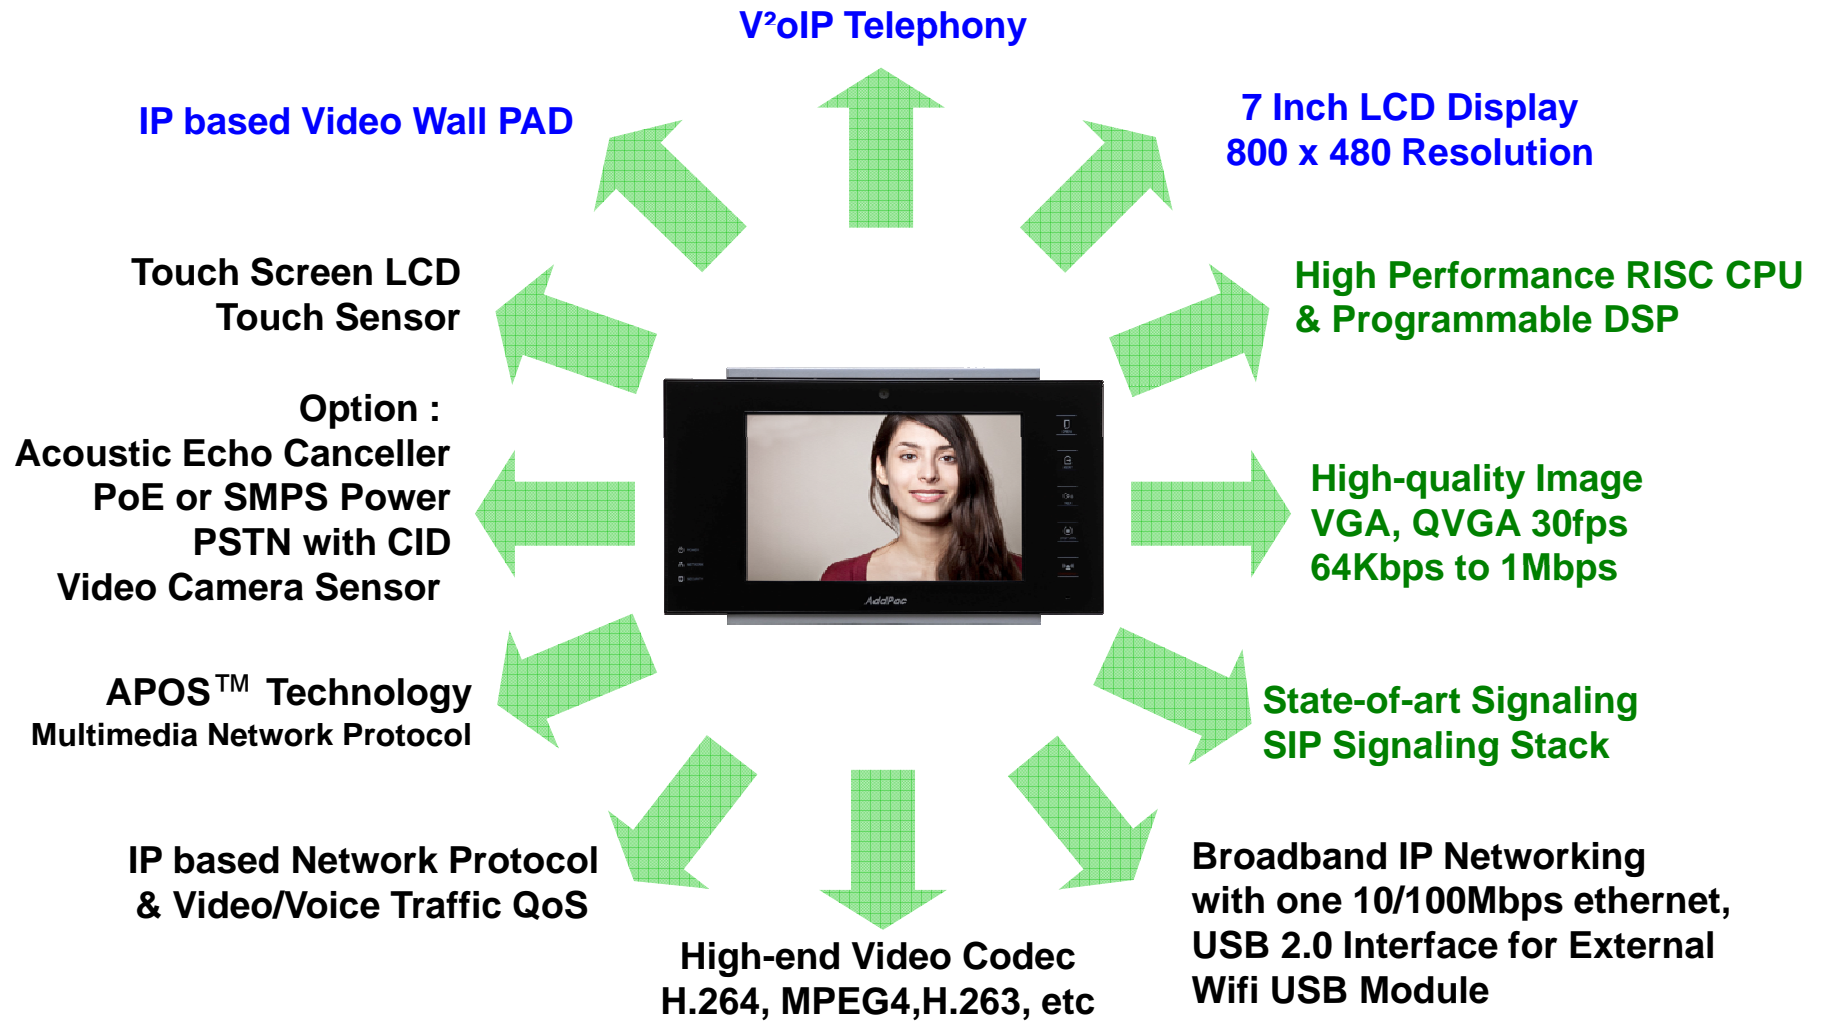 V²oIP Telephony
IP based Video Wall PAD
7 Inch LCD Display
800 x 480 Resolution
Touch Screen LCD
Touch Sensor
High Performance RISC CPU
& Programmable DSP
Option :
Acoustic Echo Canceller
PoE or SMPS Power
PSTN with CID
Video Camera Sensor
High-quality Image
VGA, QVGA 30fps
64Kbps to 1Mbps
POWER
NETWORK
SECURITY
AddPac
APOS™ Technology
Multimedia Network Protocol
State-of-art Signaling
SIP Signaling Stack
IP based Network Protocol
& Video/Voice Traffic QoS
High-end Video Codec
H.264, MPEG4,H.263, etc
Broadband IP Networking
with one 10/100Mbps ethernet,
USB 2.0 Interface for External
Wifi USB Module